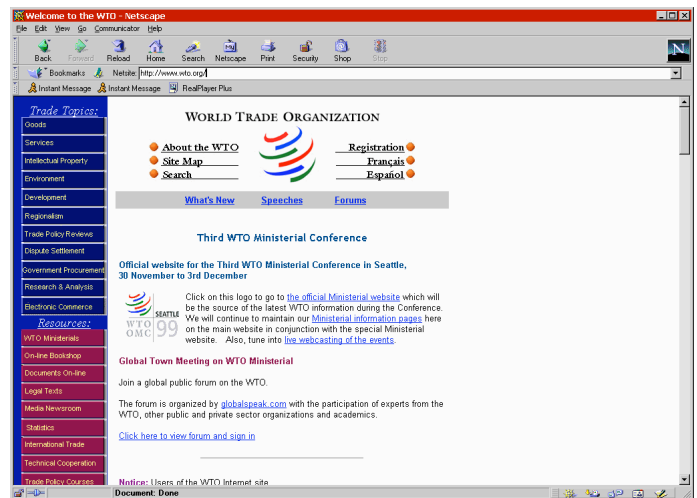 Welcome to the WTO - Netscape
File Edit View Go Communicator Help
Back Forward Reload Home Search Netscape Print Security Shop Stop
Bookmarks Netsite: http://www.wto.org/
Instant Message Instant Message RealPlayer Plus
Trade Topics:
Goods
Services
Intellectual Property
Environment
Development
Regionalism
Trade Policy Reviews
Dispute Settlement
Government Procurement
Research & Analysis
Electronic Commerce
Resources:
WTO Ministerials
On-line Bookshop
Documents On-line
Legal Texts
Media Newsroom
Statistics
International Trade
Technical Cooperation
Trade Policy Courses
WORLD TRADE ORGANIZATION
About the WTO Registration
Site Map Français
Search Español
What's New Speeches Forums
Third WTO Ministerial Conference
Official website for the Third WTO Ministerial Conference in Seattle,
30 November to 3rd December
SEATTLE
WTO
OMC 99
Click on this logo to go to the official Ministerial website which will
be the source of the latest WTO information during the Conference.
We will continue to maintain our Ministerial information pages here
on the main website in conjunction with the special Ministerial
website. Also, tune into live webcasting of the events.
Global Town Meeting on WTO Ministerial
Join a global public forum on the WTO.
The forum is organized by globalspeak.com with the participation of experts from the
WTO, other public and private sector organizations and academics.
Click here to view forum and sign in
Notice: Users of the WTO Internet site
Document: Done